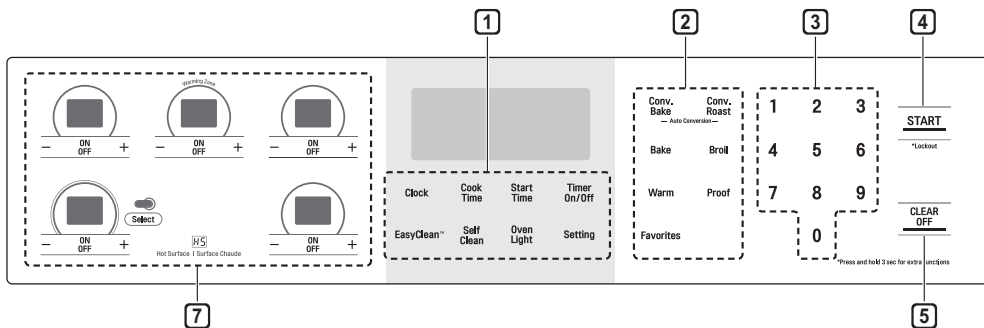 1
2
3
4
Warming Zone
ON
OFF
- +
ON
OFF
- +
ON
OFF
- +
ON
OFF
- +
Select
HS
Hot Surface | Surface Chaude
ON
OFF
- +
Clock
Cook
Time
Start
Time
Timer
On/Off
EasyClean™
Self
Clean
Oven
Light
Setting
Conv.
Bake
Conv.
Roast
— Auto Conversion —
Bake Broil
Warm Proof
Favorites
1 2 3
4 5 6
7 8 9
0
START
*Lockout
CLEAR
OFF
*Press and hold 3 sec for extra functions
7
5